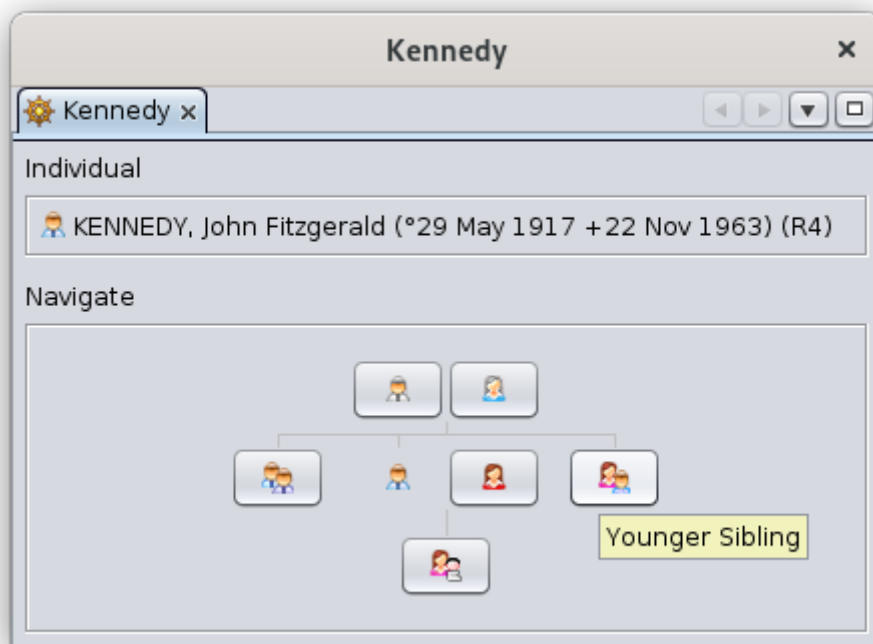 Kennedy
Kennedy
Individual
KENNEDY, John Fitzgerald (°29 May 1917 +22 Nov 1963) (R4)
Navigate
Younger Sibling